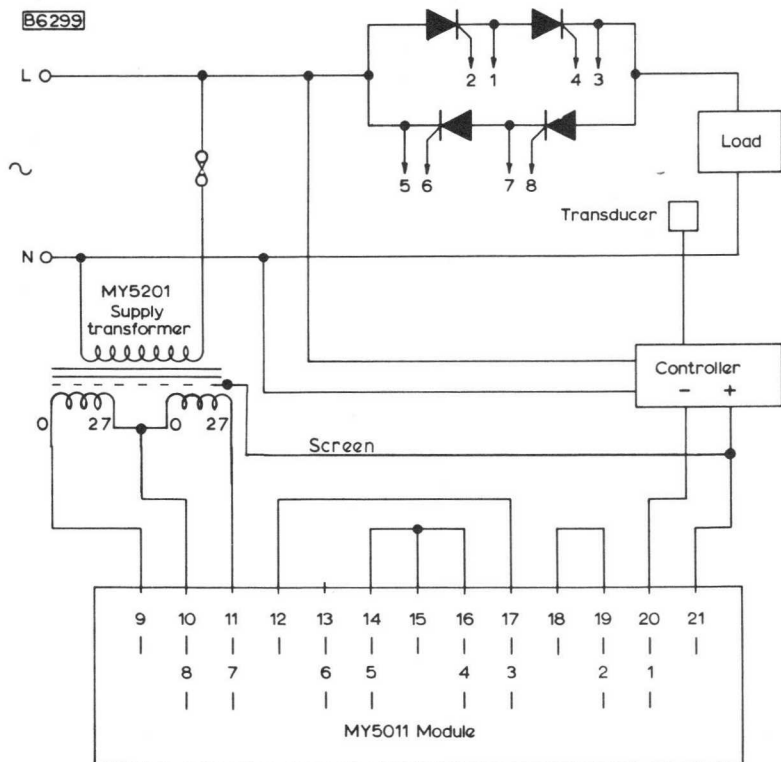 B6299
L
2 1 4 3
5 6 7 8
Load
~
Transducer
N
MY5201
Supply
transformer
Controller
- +
0 27 0 27
Screen
9 10 11 12 13 14 15 16 17 18 19 20 21
8 7 6 5 4 3 2 1
MY5011 Module